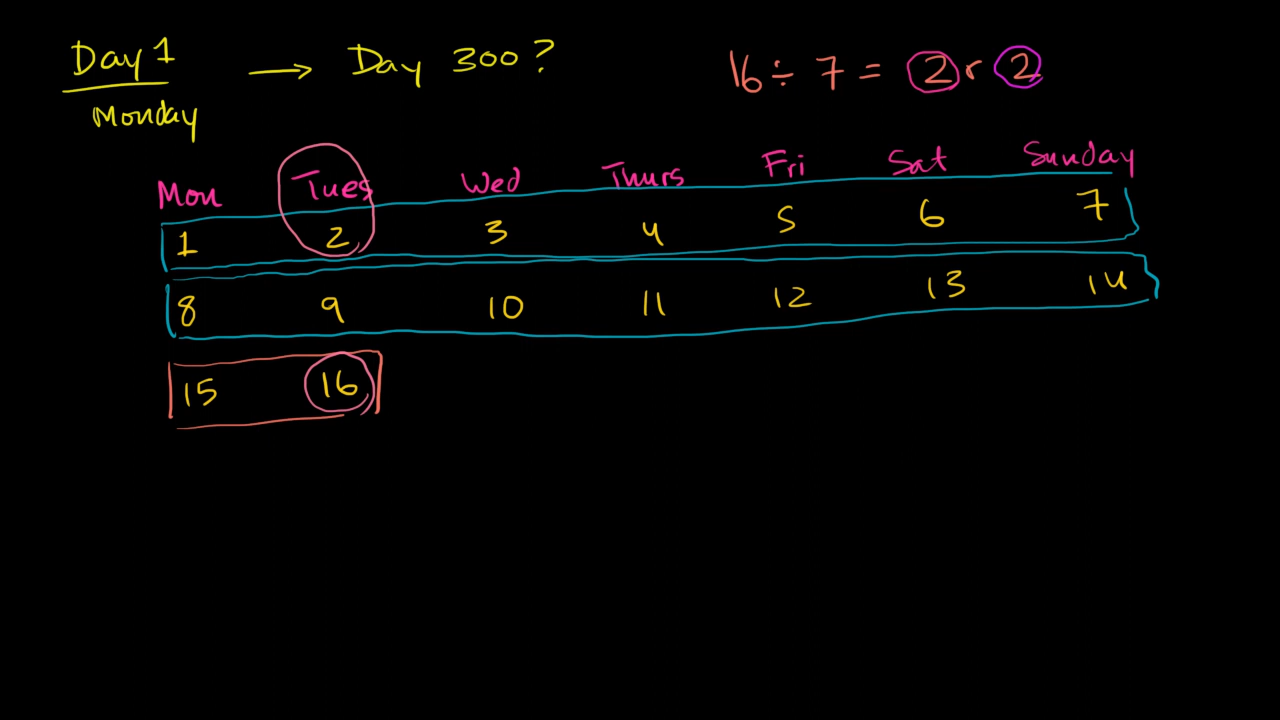 Day 1 → Day 300?
Monday
16 ÷ 7 = 2 r 2
Mon Tues Wed Thurs Fri Sat Sunday
1 2 3 4 5 6 7
8 9 10 11 12 13 14
15 16